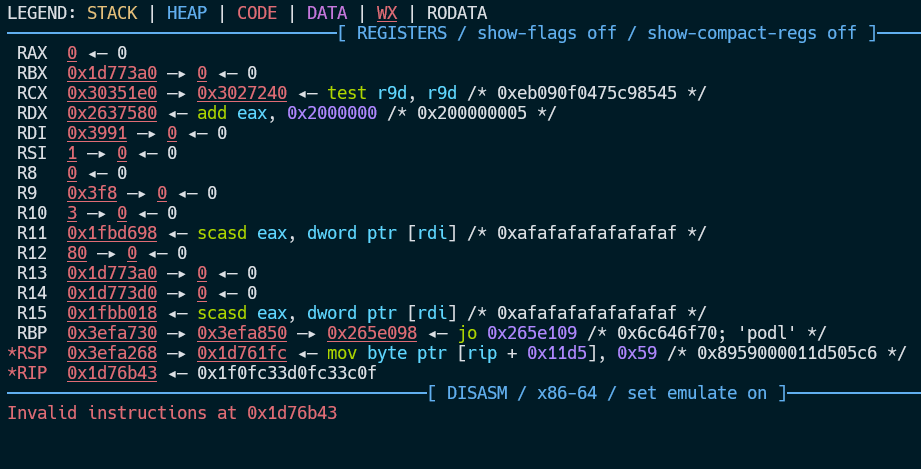 LEGEND: STACK | HEAP | CODE | DATA | WX | RODATA
[ REGISTERS / show-flags off / show-compact-regs off ]
RAX 0 ◂— 0
RBX 0x1d773a0 —▸ 0 ◂— 0
RCX 0x30351e0 —▸ 0x3027240 ◂— test r9d, r9d /* 0xeb090f0475c98545 */
RDX 0x2637580 ◂— add eax, 0x2000000 /* 0x200000005 */
RDI 0x3991 —▸ 0 ◂— 0
RSI 1 —▸ 0 ◂— 0
R8 0 ◂— 0
R9 0x3f8 —▸ 0 ◂— 0
R10 3 —▸ 0 ◂— 0
R11 0x1fbd698 ◂— scasd eax, dword ptr [rdi] /* 0xafafafafafafafaf */
R12 80 —▸ 0 ◂— 0
R13 0x1d773a0 —▸ 0 ◂— 0
R14 0x1d773d0 —▸ 0 ◂— 0
R15 0x1fbb018 ◂— scasd eax, dword ptr [rdi] /* 0xafafafafafafafaf */
RBP 0x3efa730 —▸ 0x3efa850 —▸ 0x265e098 ◂— jo 0x265e109 /* 0x6c646f70; 'podl' */
*RSP 0x3efa268 —▸ 0x1d761fc ◂— mov byte ptr [rip + 0x11d5], 0x59 /* 0x8959000011d505c6 */
*RIP 0x1d76b43 ◂— 0x1f0fc33d0fc33c0f
[ DISASM / x86-64 / set emulate on ]
Invalid instructions at 0x1d76b43